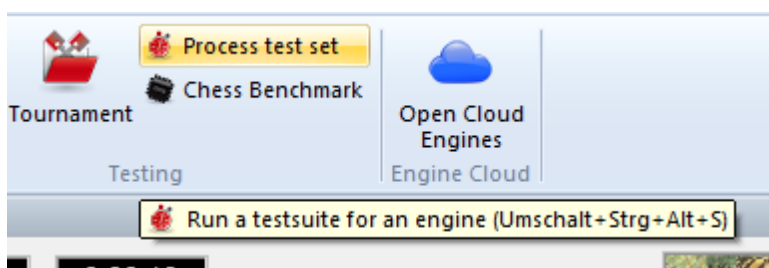 Process test set
Chess Benchmark
Tournament
Open Cloud
Engines
Testing
Engine Cloud
Run a testsuite for an engine (Umschalt+Strg+Alt+S)